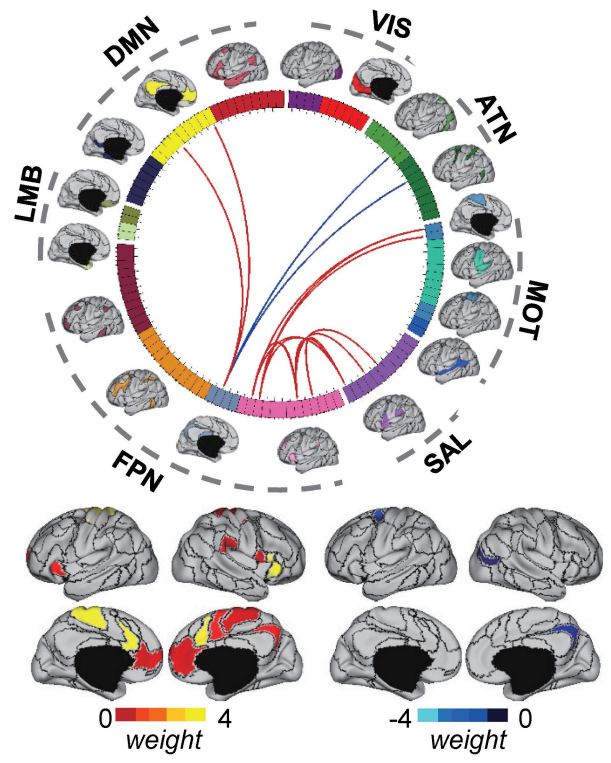 VIS
DMN
ATN
LMB
MOT
SAL
FPN
0 4
weight
-4 0
weight